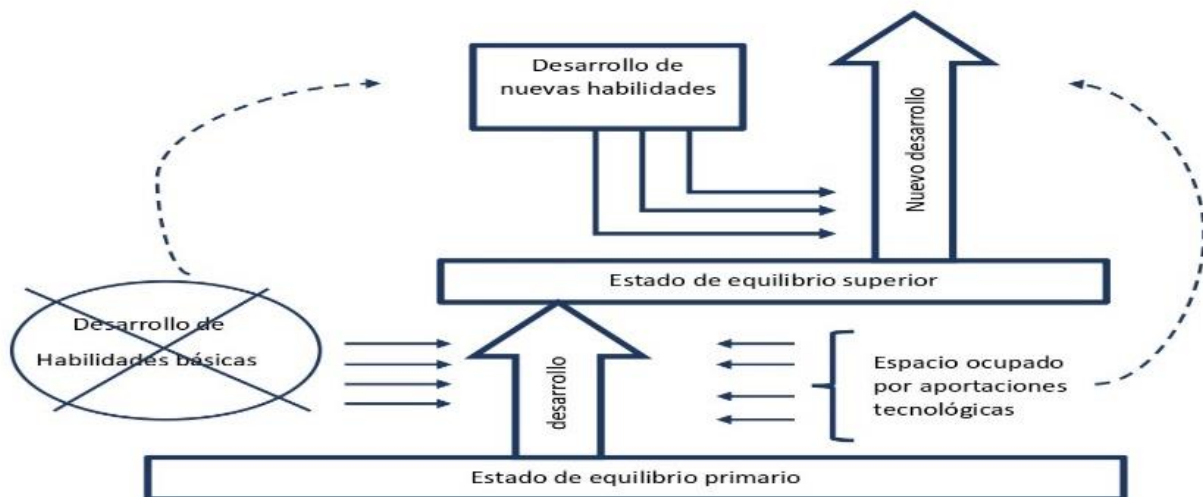 Desarrollo de
nuevas habilidades
Nuevo desarrollo
Estado de equilibrio superior
Desarrollo de
Habilidades básicas
desarrollo
Espacio ocupado
por aportaciones
tecnológicas
Estado de equilibrio primario